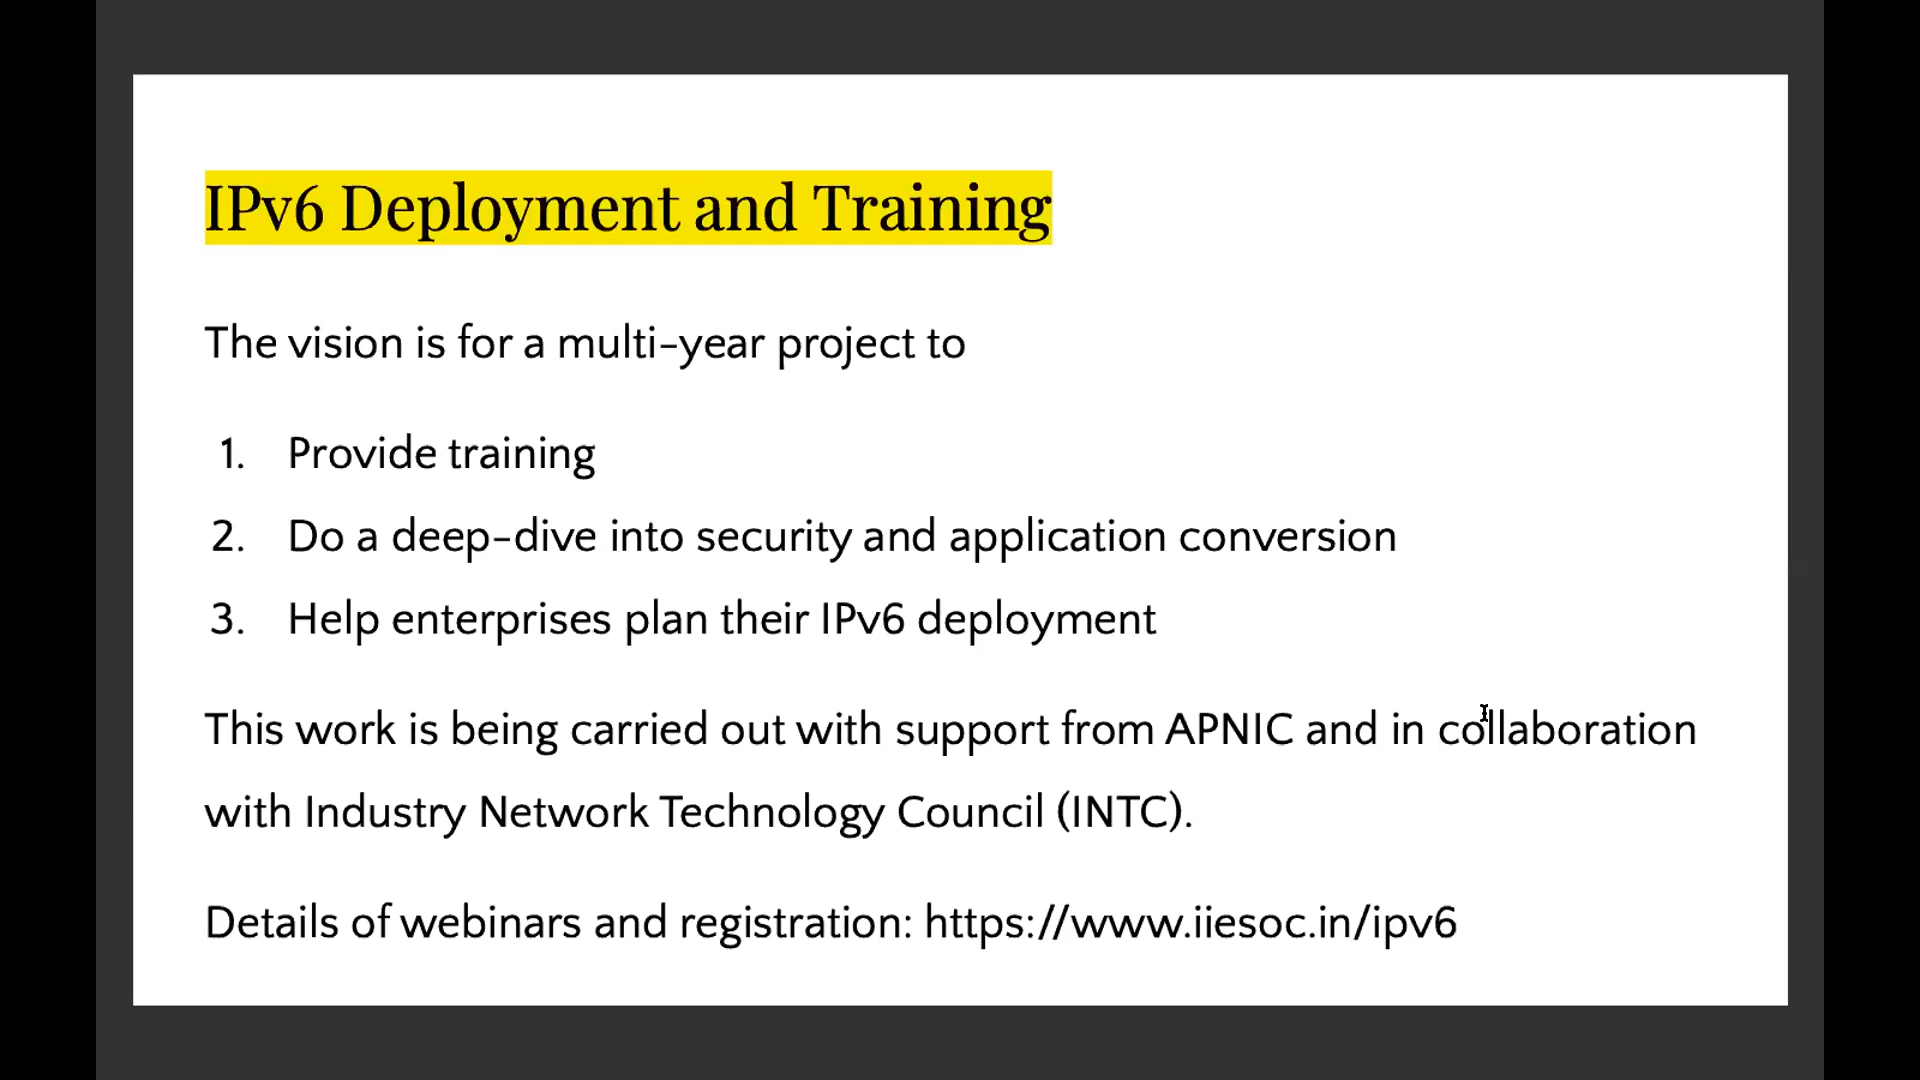 IPv6 Deployment and Training
The vision is for a multi-year project to
1. Provide training
2. Do a deep-dive into security and application conversion
3. Help enterprises plan their IPv6 deployment
This work is being carried out with support from APNIC and in collaboration
with Industry Network Technology Council (INTC).
Details of webinars and registration: https://www.iiesoc.in/ipv6